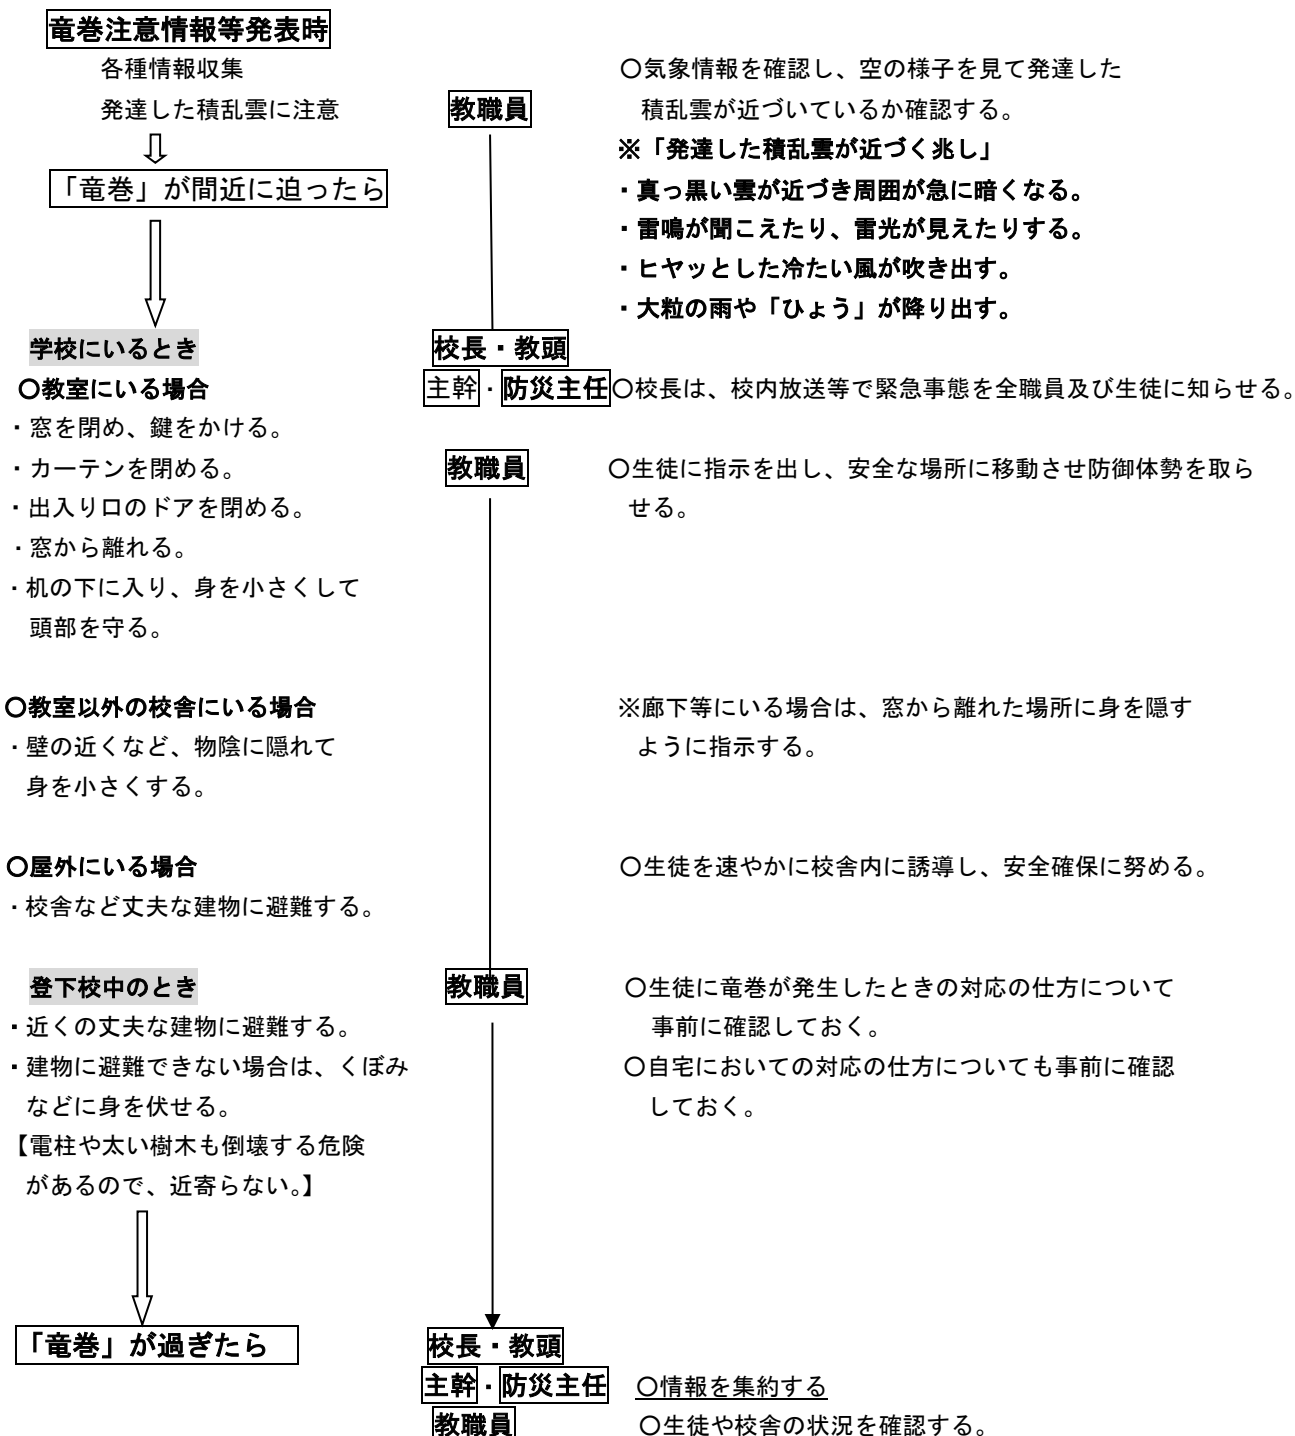 竜巻注意情報等発表時
各種情報収集 〇気象情報を確認し、空の様子を見て発達した
発達した積乱雲に注意 教職員 積乱雲が近づいているか確認する。
※「発達した積乱雲が近づく兆し」
「竜巻」が間近に迫ったら ・真っ黒い雲が近づき周囲が急に暗くなる。
・雷鳴が聞こえたり、雷光が見えたりする。
・ヒヤッとした冷たい風が吹き出す。
・大粒の雨や「ひょう」が降り出す。
学校にいるとき 校長・教頭
〇教室にいる場合 主幹・防災主任 〇校長は、校内放送等で緊急事態を全職員及び生徒に知らせる。
・窓を閉め、鍵をかける。
・カーテンを閉める。 教職員 〇生徒に指示を出し、安全な場所に移動させ防御体勢を取ら
・出入り口のドアを閉める。 せる。
・窓から離れる。
・机の下に入り、身を小さくして
頭部を守る。
〇教室以外の校舎にいる場合 ※廊下等にいる場合は、窓から離れた場所に身を隠す
・壁の近くなど、物陰に隠れて ように指示する。
身を小さくする。
〇屋外にいる場合 〇生徒を速やかに校舎内に誘導し、安全確保に努める。
・校舎など丈夫な建物に避難する。
登下校中のとき 教職員 〇生徒に竜巻が発生したときの対応の仕方について
・近くの丈夫な建物に避難する。 事前に確認しておく。
・建物に避難できない場合は、くぼみ 〇自宅においての対応の仕方についても事前に確認
などに身を伏せる。 しておく。
【電柱や太い樹木も倒壊する危険
があるので、近寄らない。】
「竜巻」が過ぎたら 校長・教頭
主幹・防災主任 〇情報を集約する
教職員 〇生徒や校舎の状況を確認する。